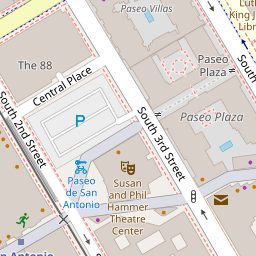 Paseo Villas
Luth
King J
Libr
The 88
Central Place
Paseo
Plaza
P
Paseo Plaza
South 2nd Street
South 3rd Street
Paseo
de San
Antonio
Susan
and Phil
Hammer
Theatre
Center
n Antonio